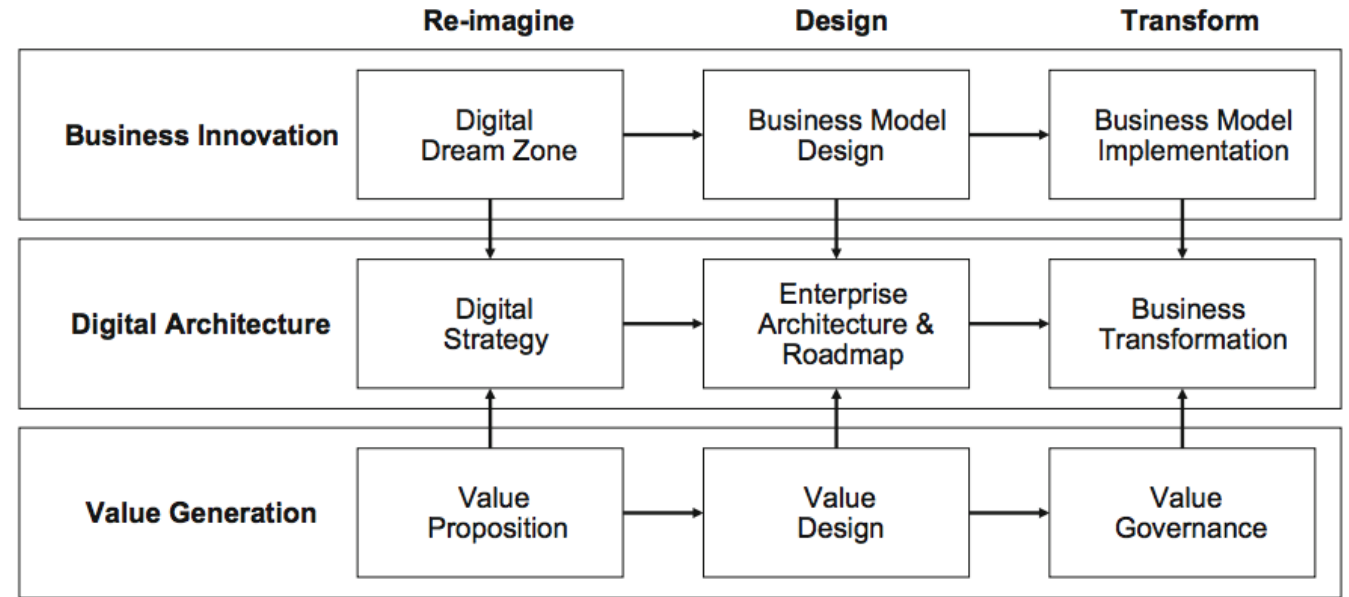 Re-imagine Design Transform
Business Innovation
Digital
Dream Zone
Business Model
Design
Business Model
Implementation
Digital Architecture
Digital
Strategy
Enterprise
Architecture &
Roadmap
Business
Transformation
Value Generation
Value
Proposition
Value
Design
Value
Governance